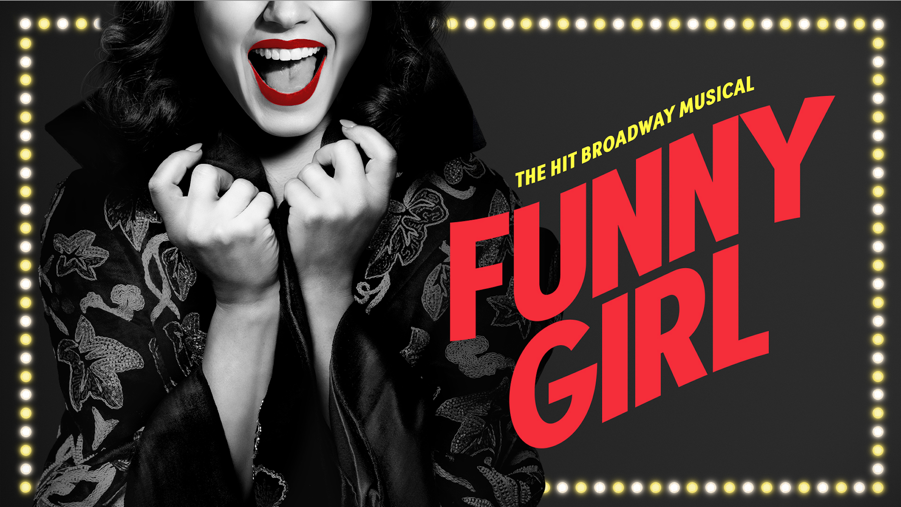 THE HIT BROADWAY MUSICAL
FUNNY
GIRL